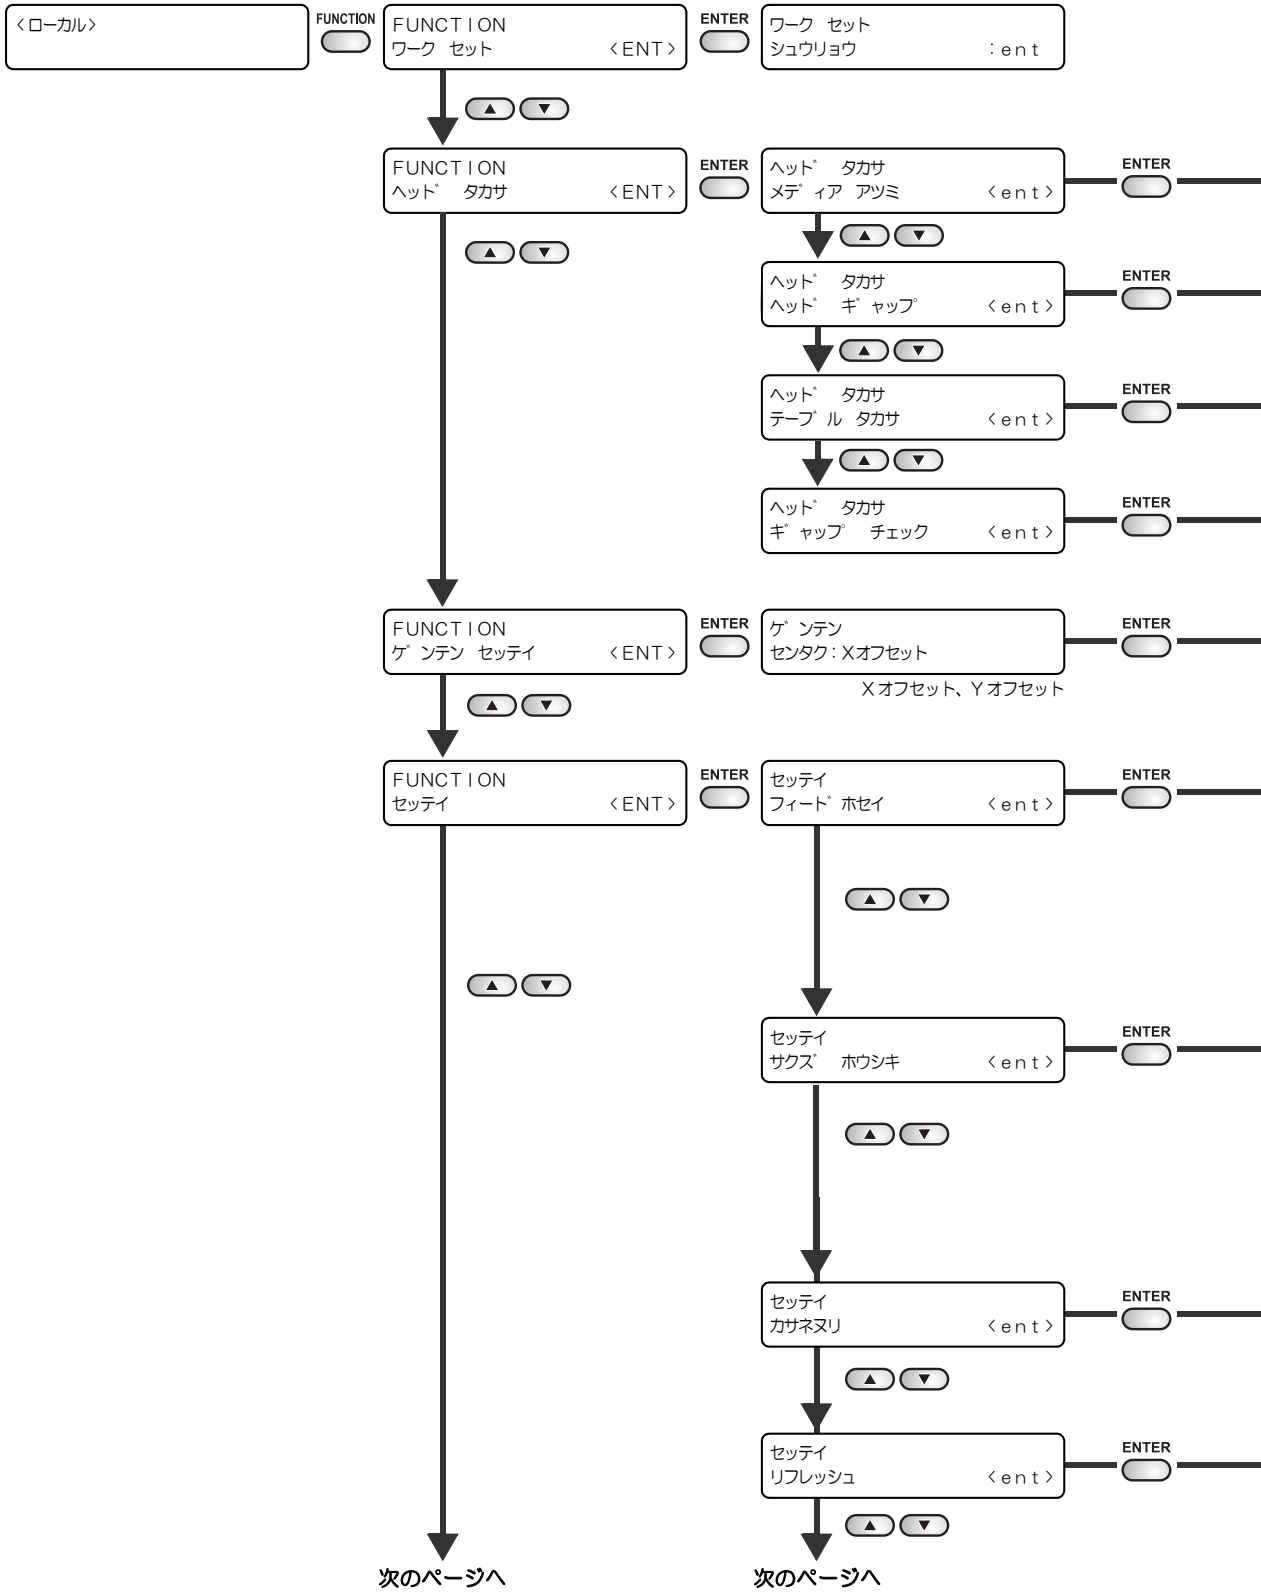 <ローカル>
FUNCTION
FUNCTION
ワーク セット <ENT>
ENTER
ワーク セット
シュウリョウ :ent
FUNCTION
ヘッド タカサ <ENT>
ENTER
ヘッド タカサ
メディア アツミ <ent>
ENTER
ヘッド タカサ
ヘッド ギャップ <ent>
ENTER
ヘッド タカサ
テーブル タカサ <ent>
ENTER
ヘッド タカサ
ギャップ チェック <ent>
ENTER
FUNCTION
ゲンテン セッテイ <ENT>
ENTER
ゲンテン
センタク:Xオフセット
ENTER
Xオフセット、Yオフセット
FUNCTION
セッテイ <ENT>
ENTER
セッテイ
フィード ホセイ <ent>
ENTER
セッテイ
サクズ ホウシキ <ent>
ENTER
セッテイ
カサネヌリ <ent>
ENTER
セッテイ
リフレッシュ <ent>
ENTER
次のページへ
次のページへ